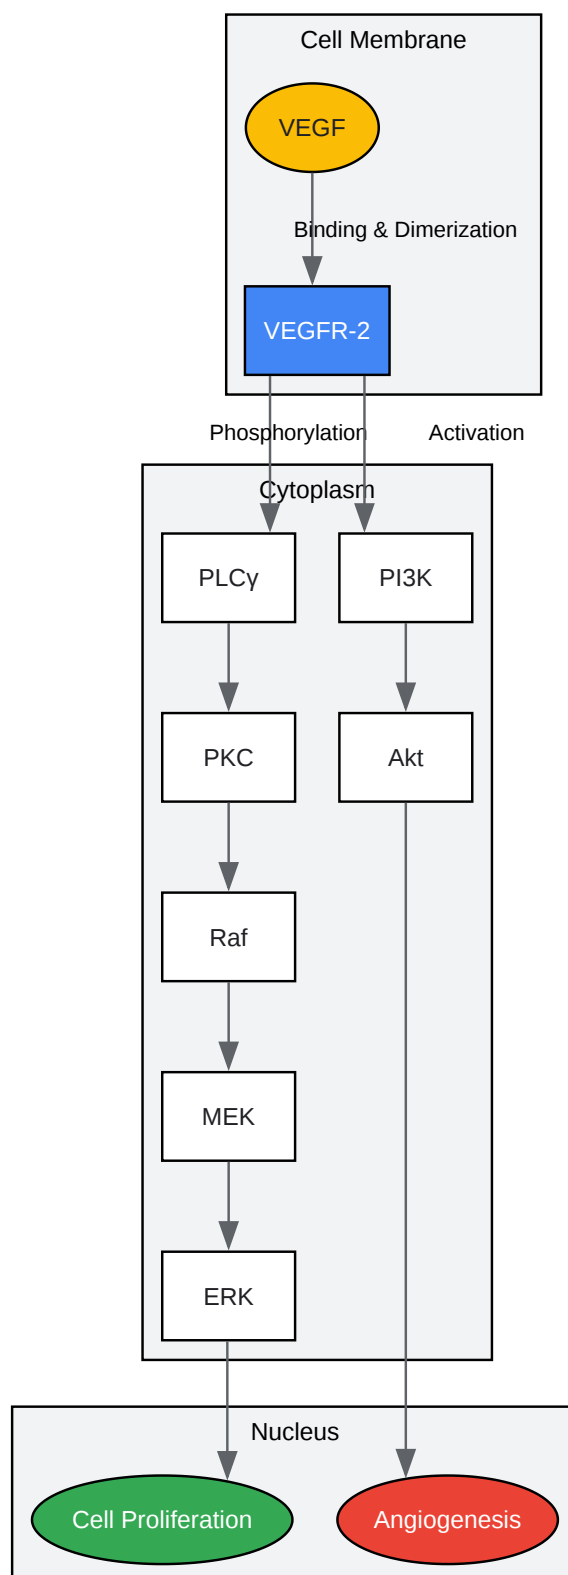 Cell Membrane
VEGF
Binding & Dimerization
VEGFR-2
Phosphorylation
Activation
Cytoplasm
PLCγ
PI3K
PKC
Akt
Raf
MEK
ERK
Nucleus
Cell Proliferation
Angiogenesis